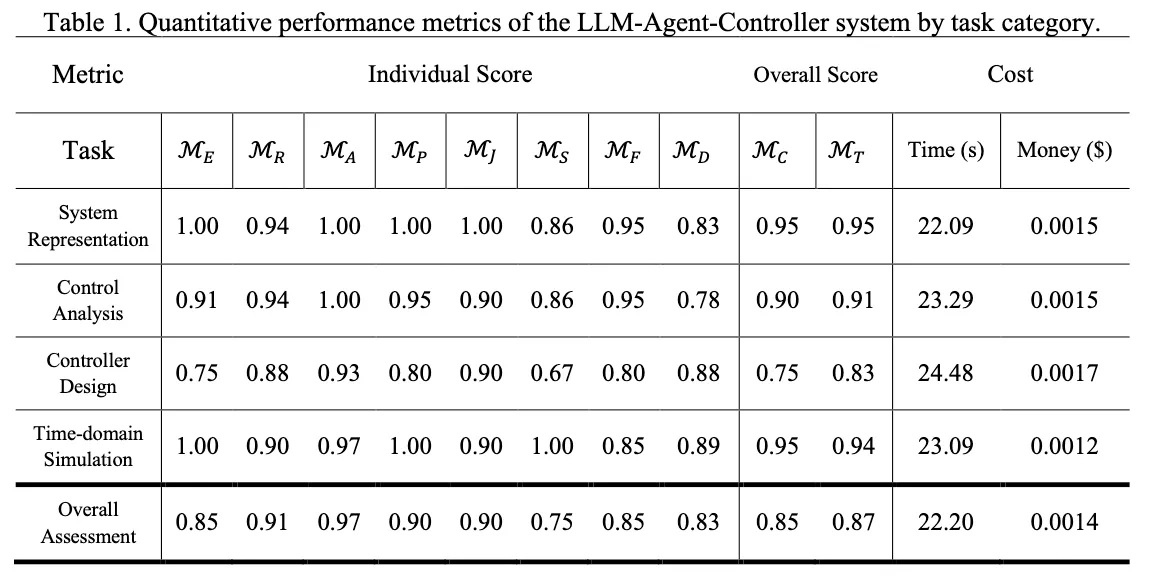 Table 1. Quantitative performance metrics of the LLM-Agent-Controller system by task category.
Metric Individual Score Overall Score Cost
Task ℳE ℳR ℳA ℳP ℳJ ℳS ℳF ℳD ℳC ℳT Time (s) Money ($)
System
Representation 1.00 0.94 1.00 1.00 1.00 0.86 0.95 0.83 0.95 0.95 22.09 0.0015
Control
Analysis 0.91 0.94 1.00 0.95 0.90 0.86 0.95 0.78 0.90 0.91 23.29 0.0015
Controller
Design 0.75 0.88 0.93 0.80 0.90 0.67 0.80 0.88 0.75 0.83 24.48 0.0017
Time-domain
Simulation 1.00 0.90 0.97 1.00 0.90 1.00 0.85 0.89 0.95 0.94 23.09 0.0012
Overall
Assessment 0.85 0.91 0.97 0.90 0.90 0.75 0.85 0.83 0.85 0.87 22.20 0.0014